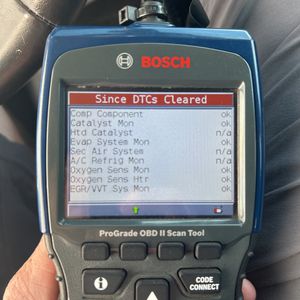 BOSCH
Since DTCs Cleared
Comp Component ok
Catalyst Mon ok
Htd Catalyst n/a
Evap System Mon ok
Sec Air System n/a
A/C Refrig Mon n/a
Oxygen Sens Mon ok
Oxygen Sens Htr ok
EGR/VVT Sys Mon ok
ProGrade OBD II Scan Tool
i
CODE
CONNECT